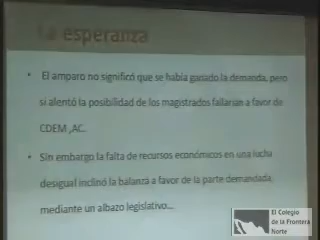 La esperanza
• El amparo no significó que se había ganado la demanda, pero
si alentó la posibilidad de los magistrados fallarian a favor de
CDEM ,AC.
• Sin embargo la falta de recursos económicos en una lucha
desigual inclinó la balanza a favor de la parte demandada,
mediante un albazo legislativo...
El Colegio
de la Frontera
Norte